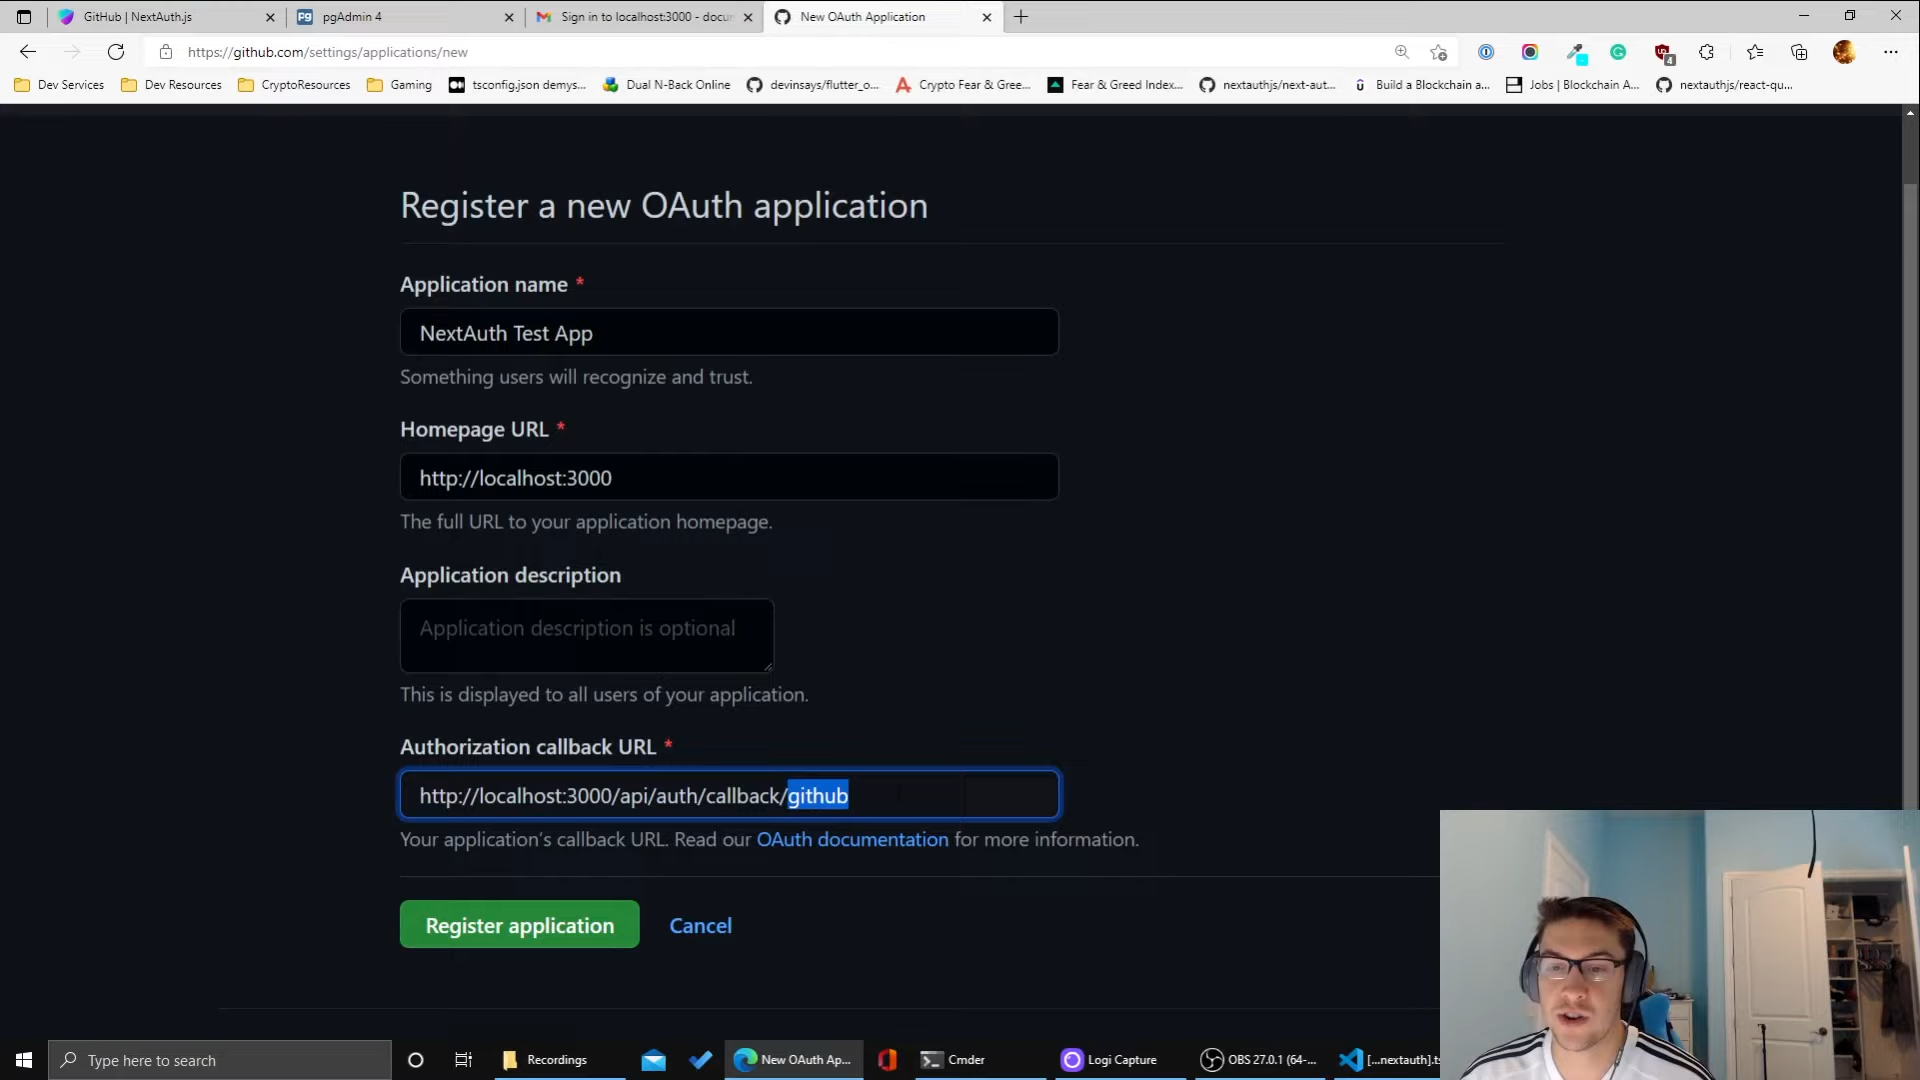 GitHub | NextAuth.js
pgAdmin 4
Sign in to localhost:3000 - docu
New OAuth Application
https://github.com/settings/applications/new
4
Dev Services
Dev Resources
CryptoResources
Gaming
tsconfig.json demys...
Dual N-Back Online
devinsays/flutter_o...
Crypto Fear & Gree...
Fear & Greed Index...
nextauthjs/next-aut...
Build a Blockchain a...
Jobs | Blockchain A...
nextauthjs/react-qu...
Register a new OAuth application
Application name *
NextAuth Test App
Something users will recognize and trust.
Homepage URL *
http://localhost:3000
The full URL to your application homepage.
Application description
Application description is optional
This is displayed to all users of your application.
Authorization callback URL *
http://localhost:3000/api/auth/callback/github
Your application’s callback URL. Read our OAuth documentation for more information.
Register application
Cancel
Type here to search
Recordings
New OAuth Ap...
Cmder
Logi Capture
OBS 27.0.1 (64-...
[...nextauth].ts